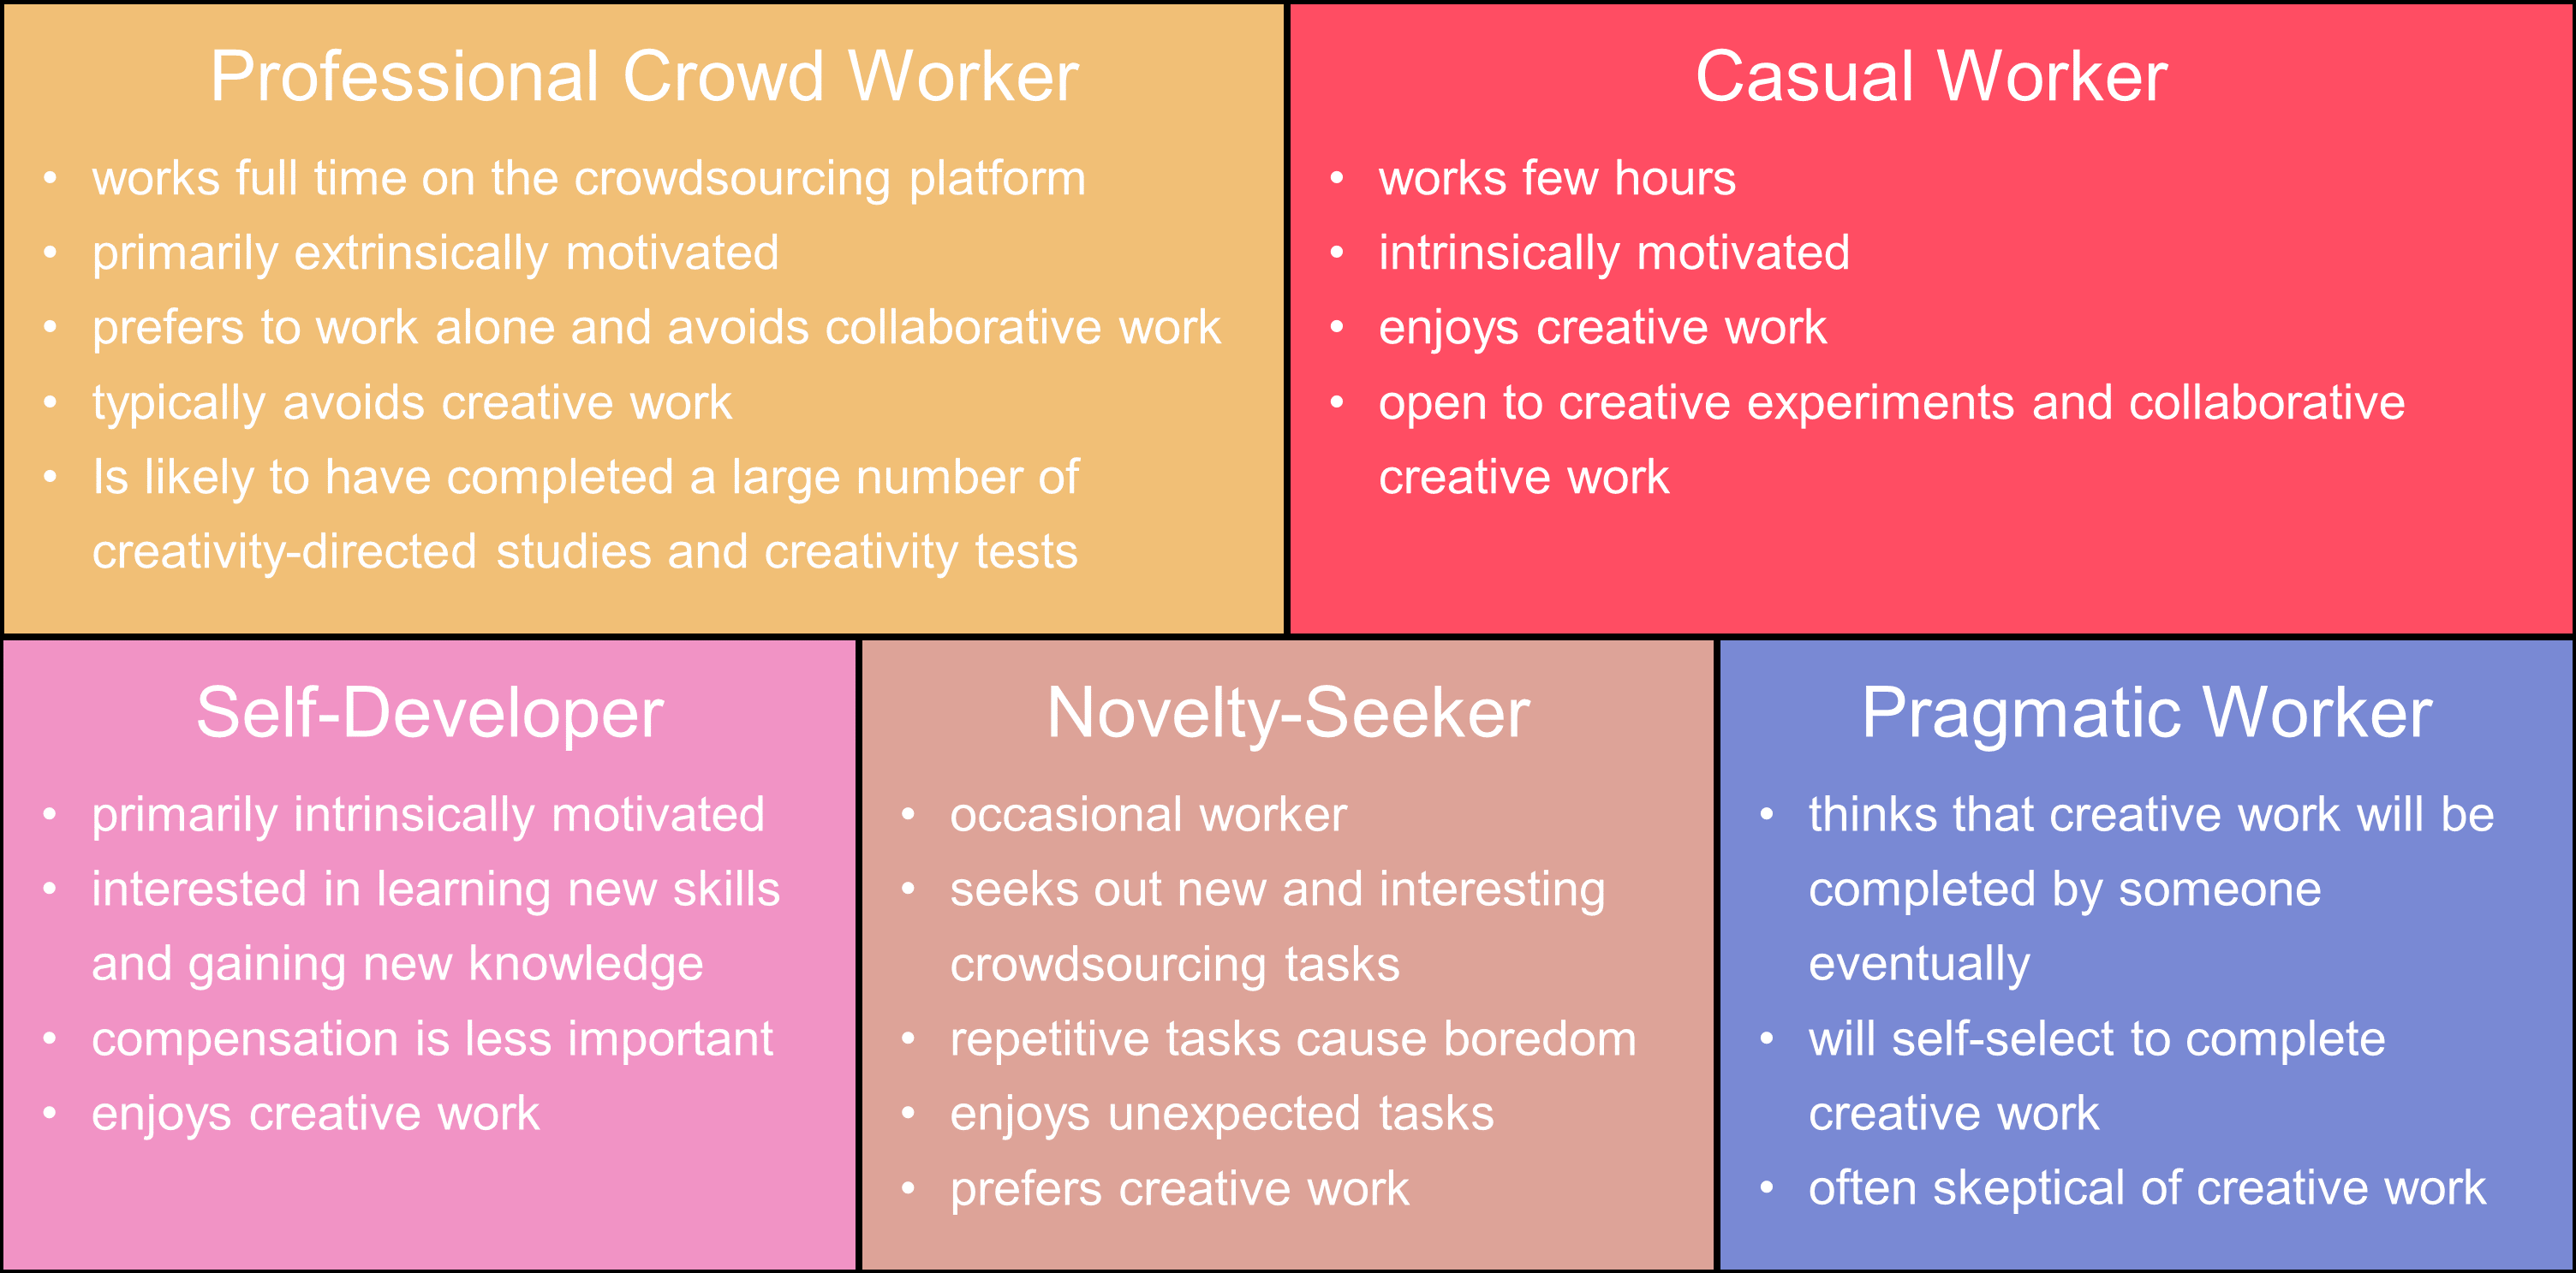 Professional Crowd Worker
• works full time on the crowdsourcing platform
• primarily extrinsically motivated
• prefers to work alone and avoids collaborative work
• typically avoids creative work
• Is likely to have completed a large number of
creativity-directed studies and creativity tests
Casual Worker
• works few hours
• intrinsically motivated
• enjoys creative work
• open to creative experiments and collaborative
creative work
Self-Developer
• primarily intrinsically motivated
• interested in learning new skills
and gaining new knowledge
• compensation is less important
• enjoys creative work
Novelty-Seeker
• occasional worker
• seeks out new and interesting
crowdsourcing tasks
• repetitive tasks cause boredom
• enjoys unexpected tasks
• prefers creative work
Pragmatic Worker
• thinks that creative work will be
completed by someone
eventually
• will self-select to complete
creative work
• often skeptical of creative work